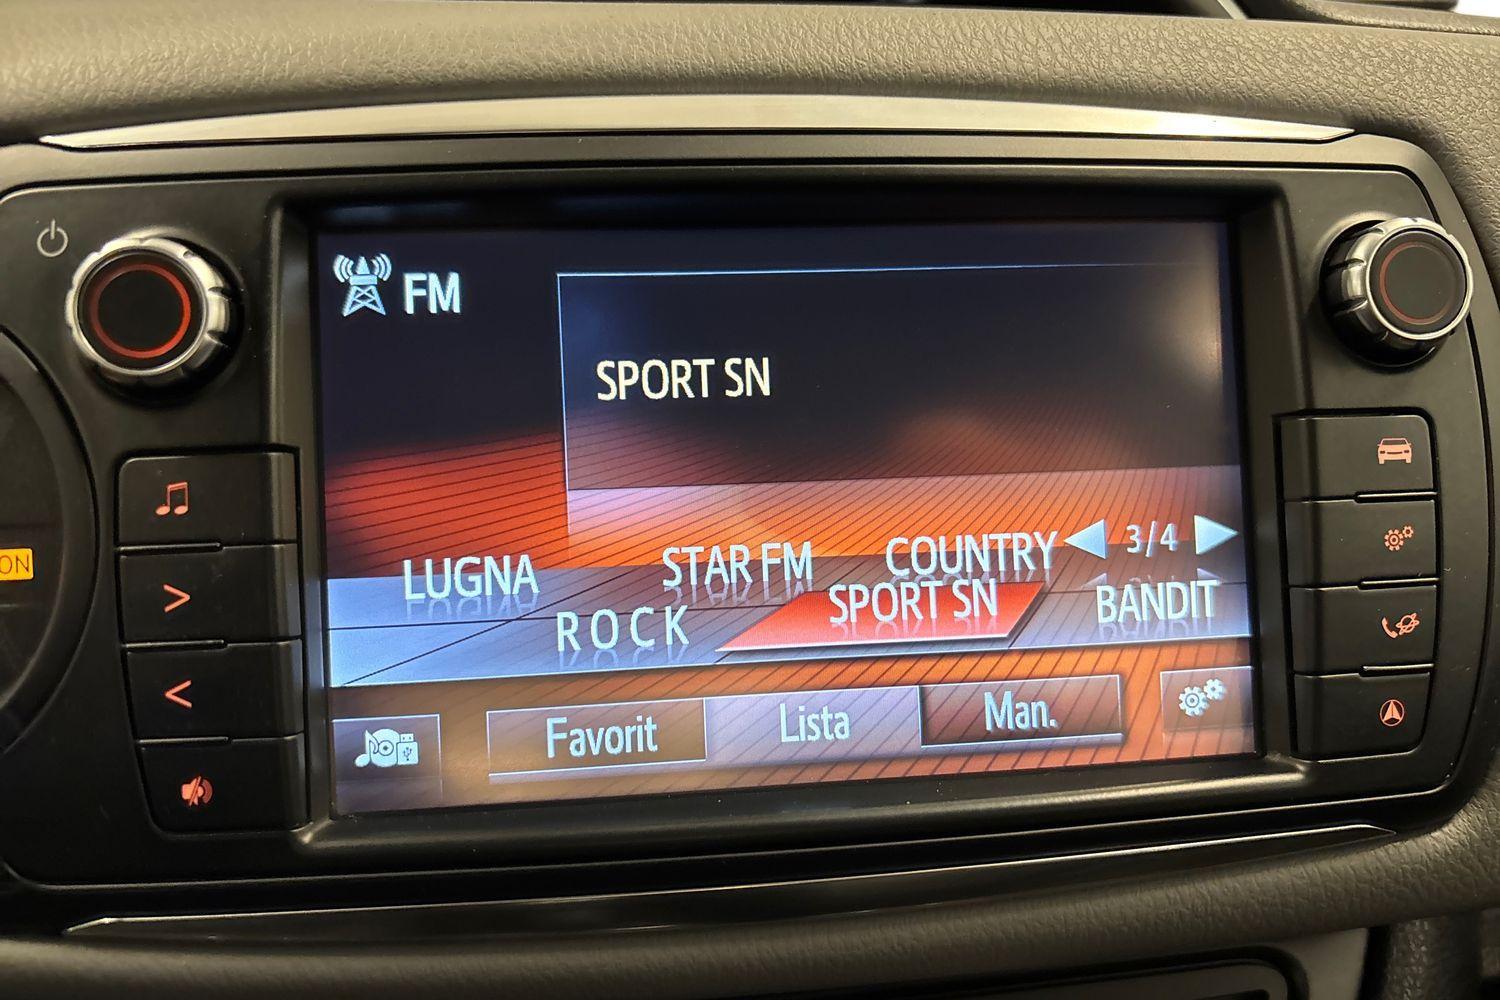 FM
SPORT SN
LUGNA
STAR FM
COUNTRY
3/4
ROCK
SPORT SN
BANDIT
Favorit
Lista
Man.
ON